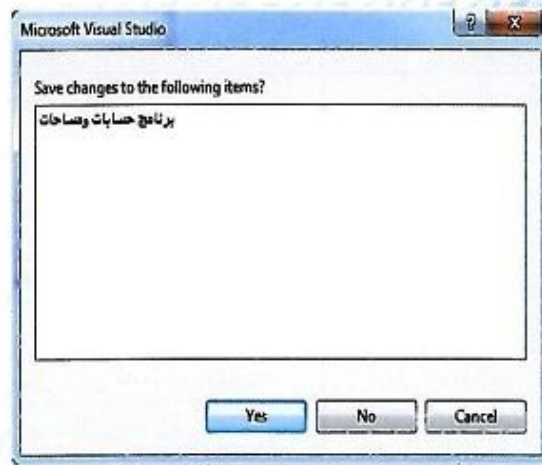 Microsoft Visual Studio
Save changes to the following items?
برنامج حسابات ومساحات
Yes
No
Cancel